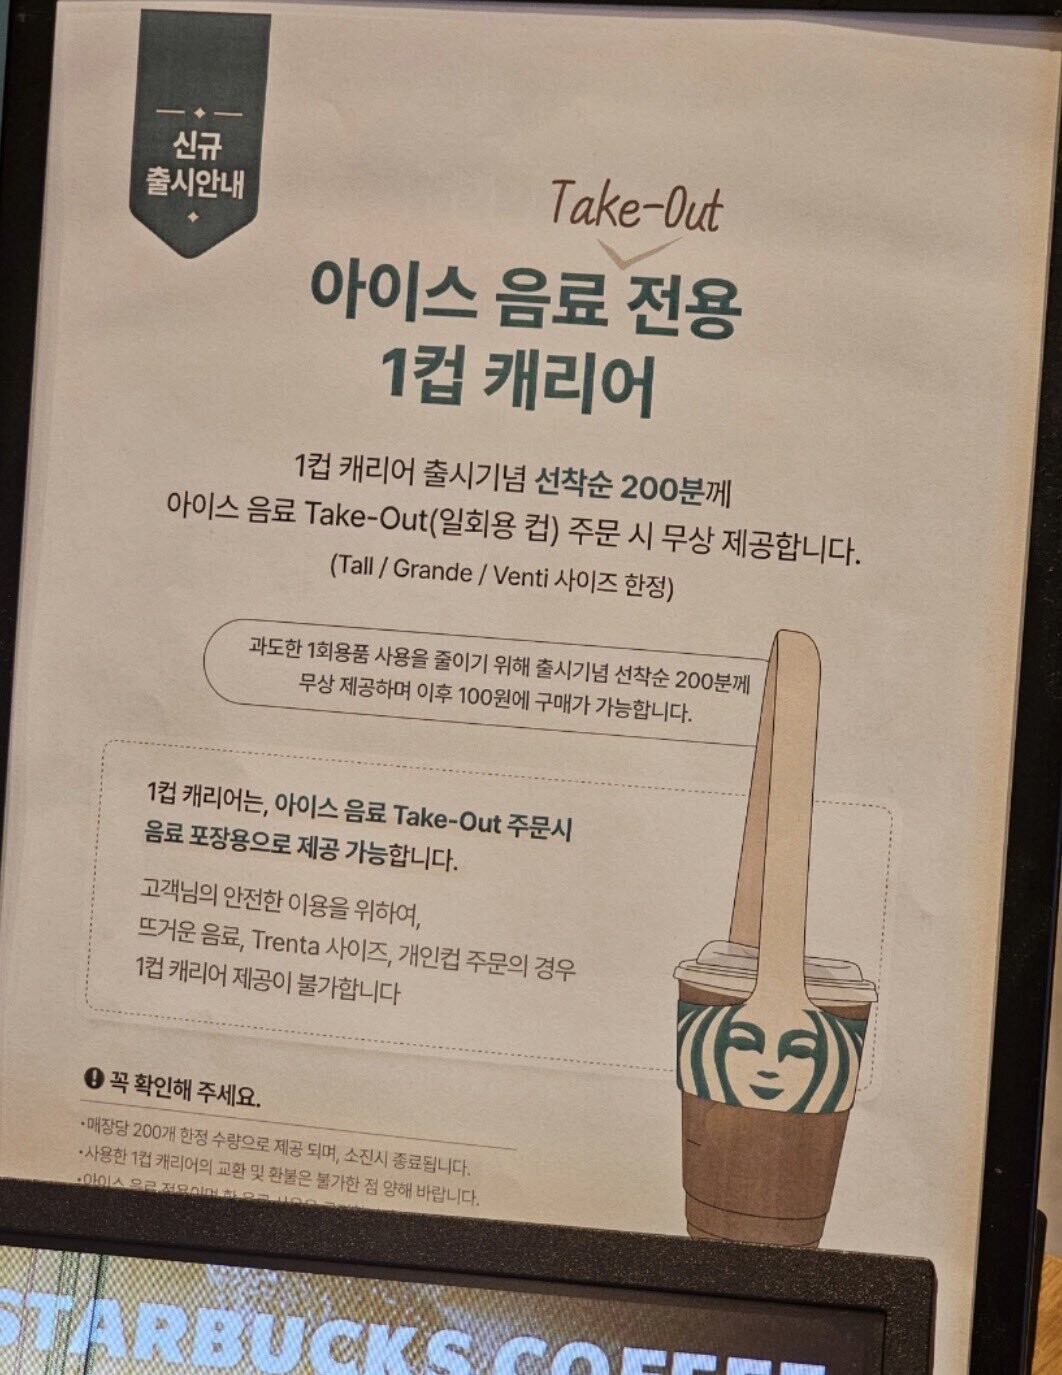 신규
출시안내
Take-Out
아이스 음료 전용
1컵 캐리어
1컵 캐리어 출시기념 선착순 200분께
아이스 음료 Take-Out(일회용 컵) 주문 시 무상 제공합니다.
(Tall / Grande / Venti 사이즈 한정)
과도한 1회용품 사용을 줄이기 위해 출시기념 선착순 200분께
무상 제공하며 이후 100원에 구매가 가능합니다.
1컵 캐리어는, 아이스 음료 Take-Out 주문시
음료 포장용으로 제공 가능합니다.
고객님의 안전한 이용을 위하여,
뜨거운 음료, Trenta 사이즈, 개인컵 주문의 경우
1컵 캐리어 제공이 불가합니다
! 꼭 확인해 주세요.
•매장당 200개 한정 수량으로 제공 되며, 소진시 종료됩니다.
•사용한 1컵 캐리어의 교환 및 환불은 불가한 점 양해 바랍니다.
•아이스 음료 전용이며
STARBUCKS COFFEE